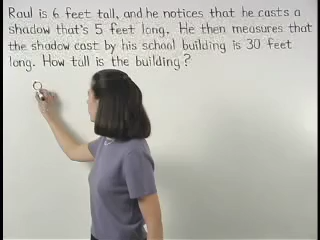 Raul is 6 feet tall, and he notices that he casts a
shadow that's 5 feet long. He then measures that
the shadow cast by his school building is 30 feet
long. How tall is the building?